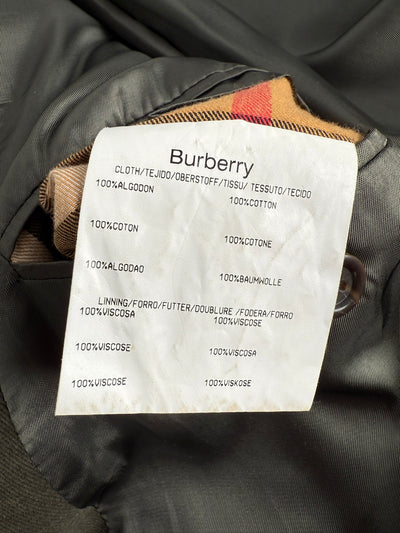 Burberry
CLOTH/TEJIDO/OBERSTOFF/TISSU/ TESSUTO/TECIDO
100%ALGODON 100%COTTON
100%COTON 100%COTONE
100%ALGODAO 100%BAUMWOLLE
LINNING/FORRO/FUTTER/DOUBLURE /FODERA/FORRO
100%VISCOSA 100%VISCOSE
100%VISCOSE 100%VISCOSA
100%VISCOSE 100%VISKOSE